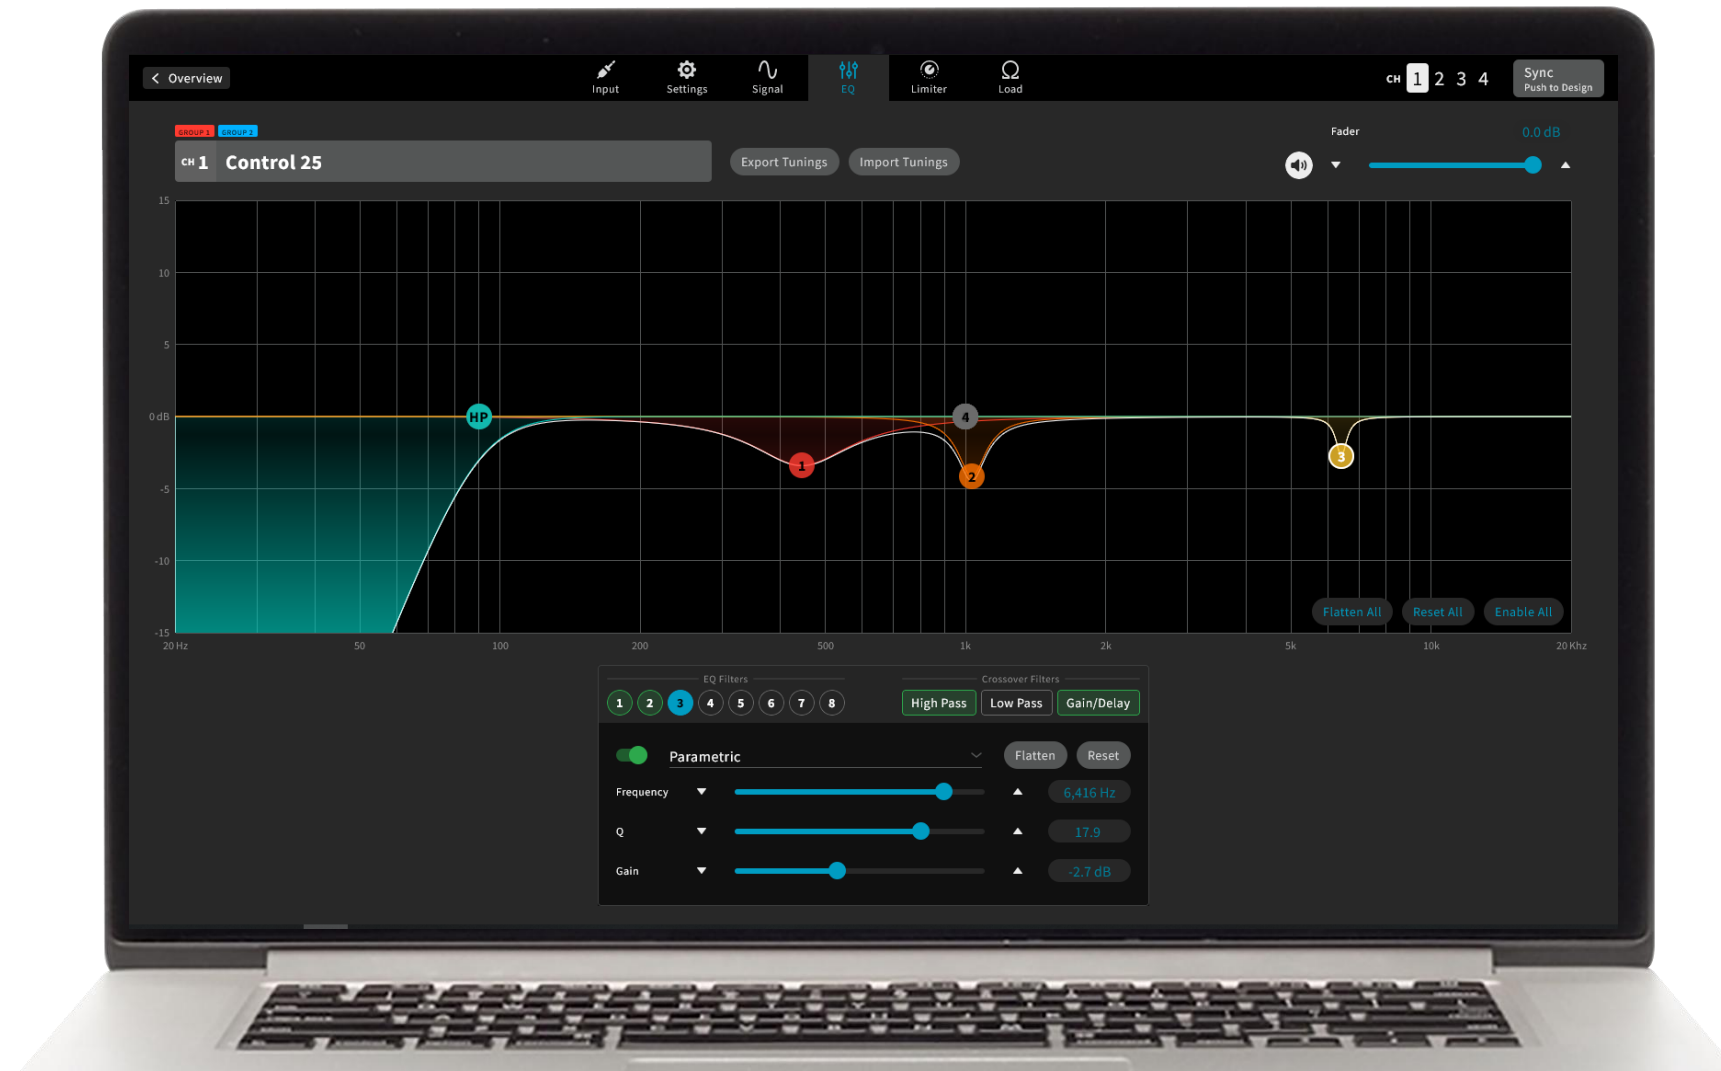 Overview
Input
Settings
Signal
EQ
Limiter
Load
CH 1 2 3 4
Sync
Push to Design
GROUP 1 GROUP 2
CH 1 Control 25
Export Tunings
Import Tunings
Fader
0.0 dB
15
10
5
0 dB
-5
-10
-15
HP
1
2
3
4
Flatten All
Reset All
Enable All
20 Hz 50 100 200 500 1k 2k 5k 10k 20 Khz
EQ Filters
1 2 3 4 5 6 7 8
Crossover Filters
High Pass
Low Pass
Gain/Delay
Parametric
Flatten
Reset
Frequency
6,416 Hz
Q
17.9
Gain
-2.7 dB